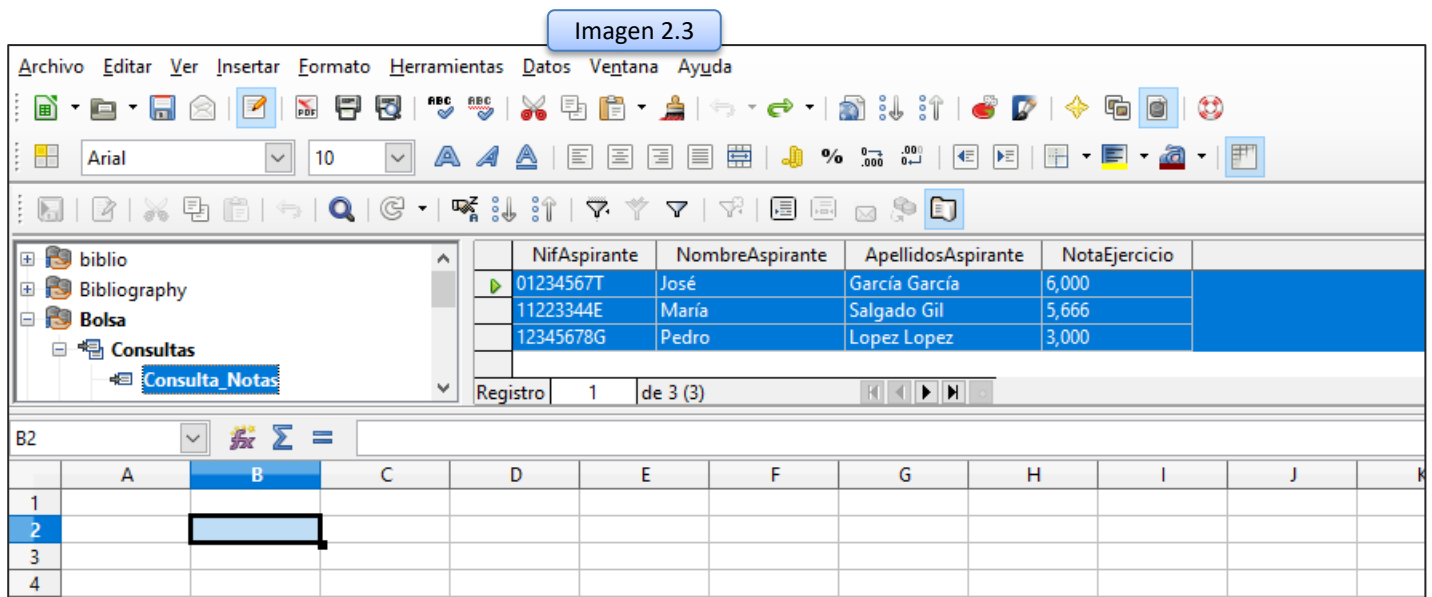 Imagen 2.3
Archivo Editar Ver Insertar Formato Herramientas Datos Ventana Ayuda
Arial 10
biblio
Bibliography
Bolsa
Consultas
Consulta_Notas
NifAspirante NombreAspirante ApellidosAspirante NotaEjercicio
01234567T José García García 6,000
11223344E María Salgado Gil 5,666
12345678G Pedro Lopez Lopez 3,000
Registro 1 de 3 (3)
B2
A B C D E F G H I J K
1
2
3
4